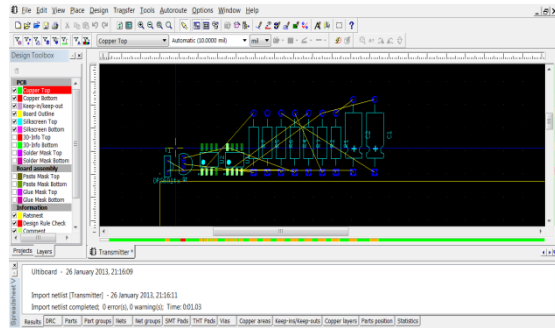 File Edit View Place Design Transfer Tools Autoroute Options Window Help
Copper Top
Automatic (10.0000 mil)
mil
Design Toolbox
PCB
Copper Top
Copper Bottom
Keep-in/keep-out
Board Outline
Silkscreen Top
Silkscreen Bottom
3D-Info Top
3D-Info Bottom
Solder Mask Top
Solder Mask Bottom
Board assembly
Paste Mask Top
Paste Mask Bottom
Glue Mask Top
Glue Mask Bottom
Information
Ratsnest
Design Rule Check
Comment
Projects Layers
Transmitter *
C2
C1
Spreadsheet V
Ultiboard - 26 January 2013, 21:16:09
Import netlist [Transmitter] - 26 January 2013, 21:16:11
Import netlist completed; 0 error(s), 0 warning(s); Time: 0:01.03
Results DRC Parts Part groups Nets Net groups SMT Pads THT Pads Vias Copper areas Keep-ins/Keep-outs Copper layers Parts position Statistics